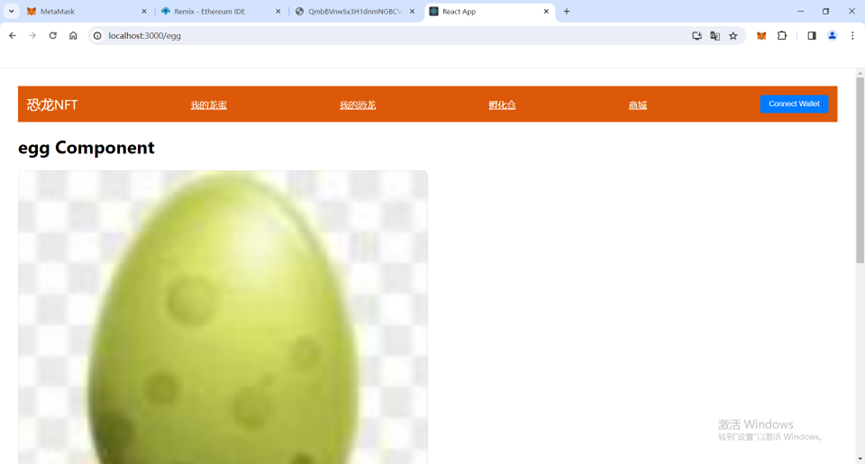 MetaMask
Remix - Ethereum IDE
QmbBVnwSx3H1dnmNGBCV
React App
localhost:3000/egg
恐龙NFT
我的龙蛋
我的恐龙
孵化仓
商城
Connect Wallet
egg Component
激活 Windows
转到"设置"以激活 Windows。